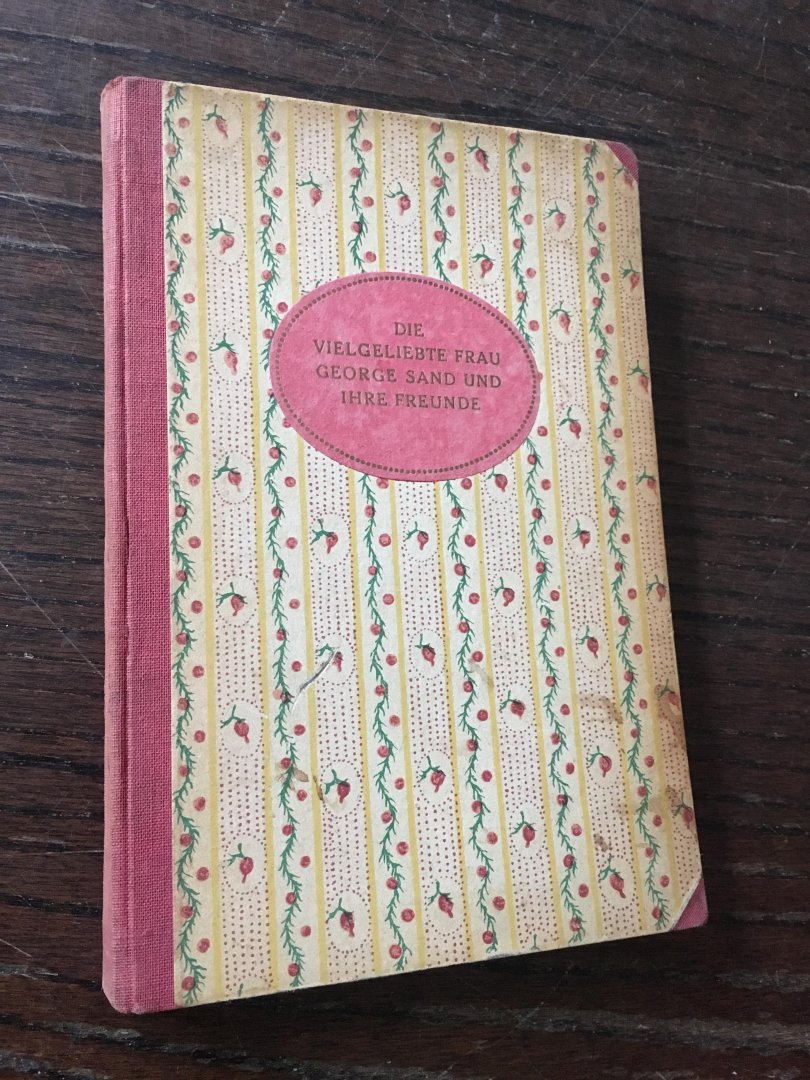 DIE
VIELGELIEBTE FRAU
GEORGE SAND UND
IHRE FREUNDE